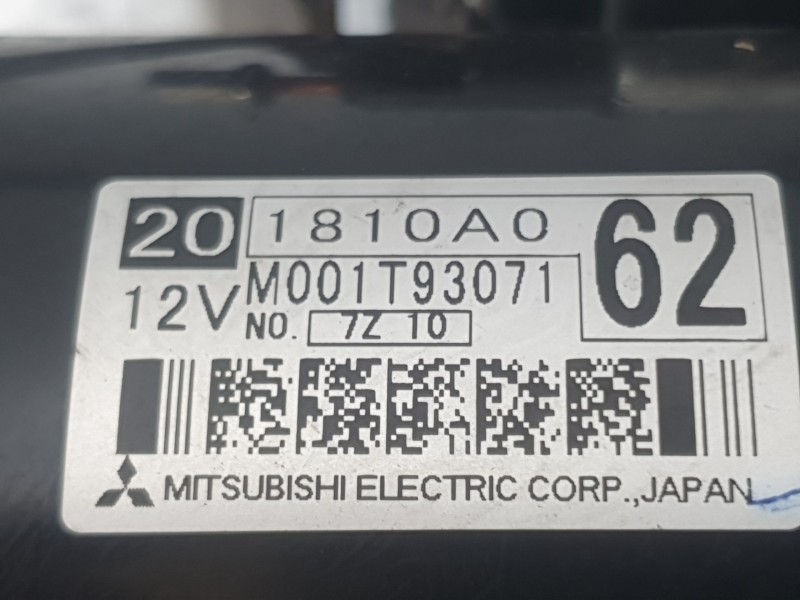 20 1810A0 62
12V M001T93071
NO. 7Z 10
MITSUBISHI ELECTRIC CORP., JAPAN